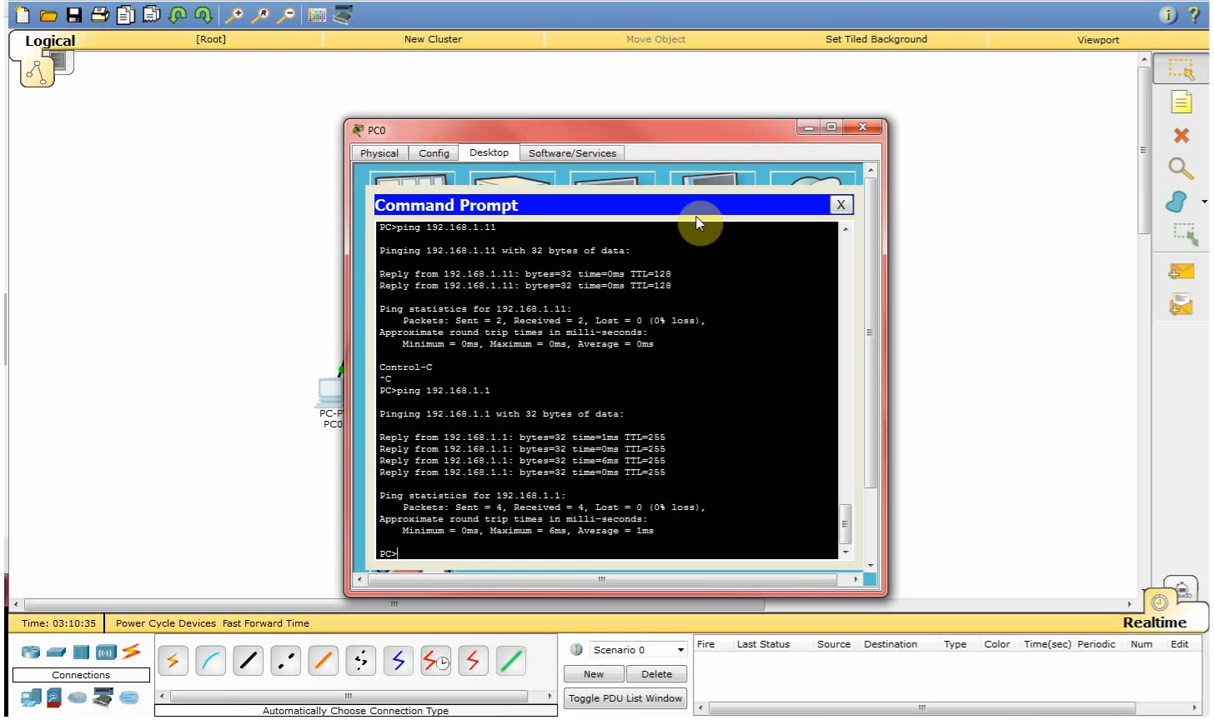 Logical
[Root]
New Cluster
Move Object
Set Tiled Background
Viewport
PC0
Physical
Config
Desktop
Software/Services
Command Prompt
X
PC>ping 192.168.1.11
Pinging 192.168.1.11 with 32 bytes of data:
Reply from 192.168.1.11: bytes=32 time=0ms TTL=128
Reply from 192.168.1.11: bytes=32 time=0ms TTL=128
Ping statistics for 192.168.1.11:
Packets: Sent = 2, Received = 2, Lost = 0 (0% loss),
Approximate round trip times in milli-seconds:
Minimum = 0ms, Maximum = 0ms, Average = 0ms
Control-C
^C
PC>ping 192.168.1.1
Pinging 192.168.1.1 with 32 bytes of data:
Reply from 192.168.1.1: bytes=32 time=1ms TTL=255
Reply from 192.168.1.1: bytes=32 time=0ms TTL=255
Reply from 192.168.1.1: bytes=32 time=6ms TTL=255
Reply from 192.168.1.1: bytes=32 time=0ms TTL=255
Ping statistics for 192.168.1.1:
Packets: Sent = 4, Received = 4, Lost = 0 (0% loss),
Approximate round trip times in milli-seconds:
Minimum = 0ms, Maximum = 6ms, Average = 1ms
PC>
PC-P
PC0
Time: 03:10:35
Power Cycle Devices Fast Forward Time
Realtime
Connections
Automatically Choose Connection Type
Scenario 0
New
Delete
Toggle PDU List Window
Fire
Last Status
Source
Destination
Type
Color
Time(sec)
Periodic
Num
Edit